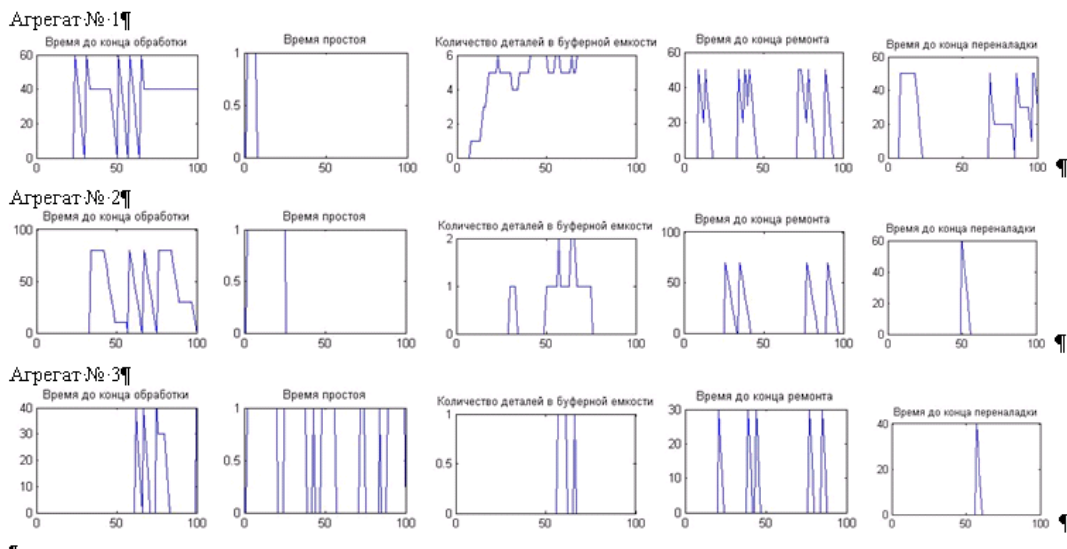 Агрегат·№·1¶
Время до конца обработки
Время простоя
Количество деталей в буферной емкости
Время до конца ремонта
Время до конца переналадки
60 40 20 0 0 50 100
1 0.5 0 0 50 100
6 4 2 0 0 50 100
60 40 20 0 0 50 100
60 40 20 0 0 50 100 ¶
Агрегат·№·2¶
Время до конца обработки
Время простоя
Количество деталей в буферной емкости
Время до конца ремонта
Время до конца переналадки
100 50 0 0 50 100
1 0.5 0 0 50 100
2 1 0 0 50 100
100 50 0 0 50 100
60 40 20 0 0 50 100 ¶
Агрегат·№·3¶
Время до конца обработки
Время простоя
Количество деталей в буферной емкости
Время до конца ремонта
Время до конца переналадки
40 30 20 10 0 0 50 100
1 0.5 0 0 50 100
1 0.5 0 0 50 100
30 20 10 0 0 50 100
40 20 0 0 50 100 ¶
¶